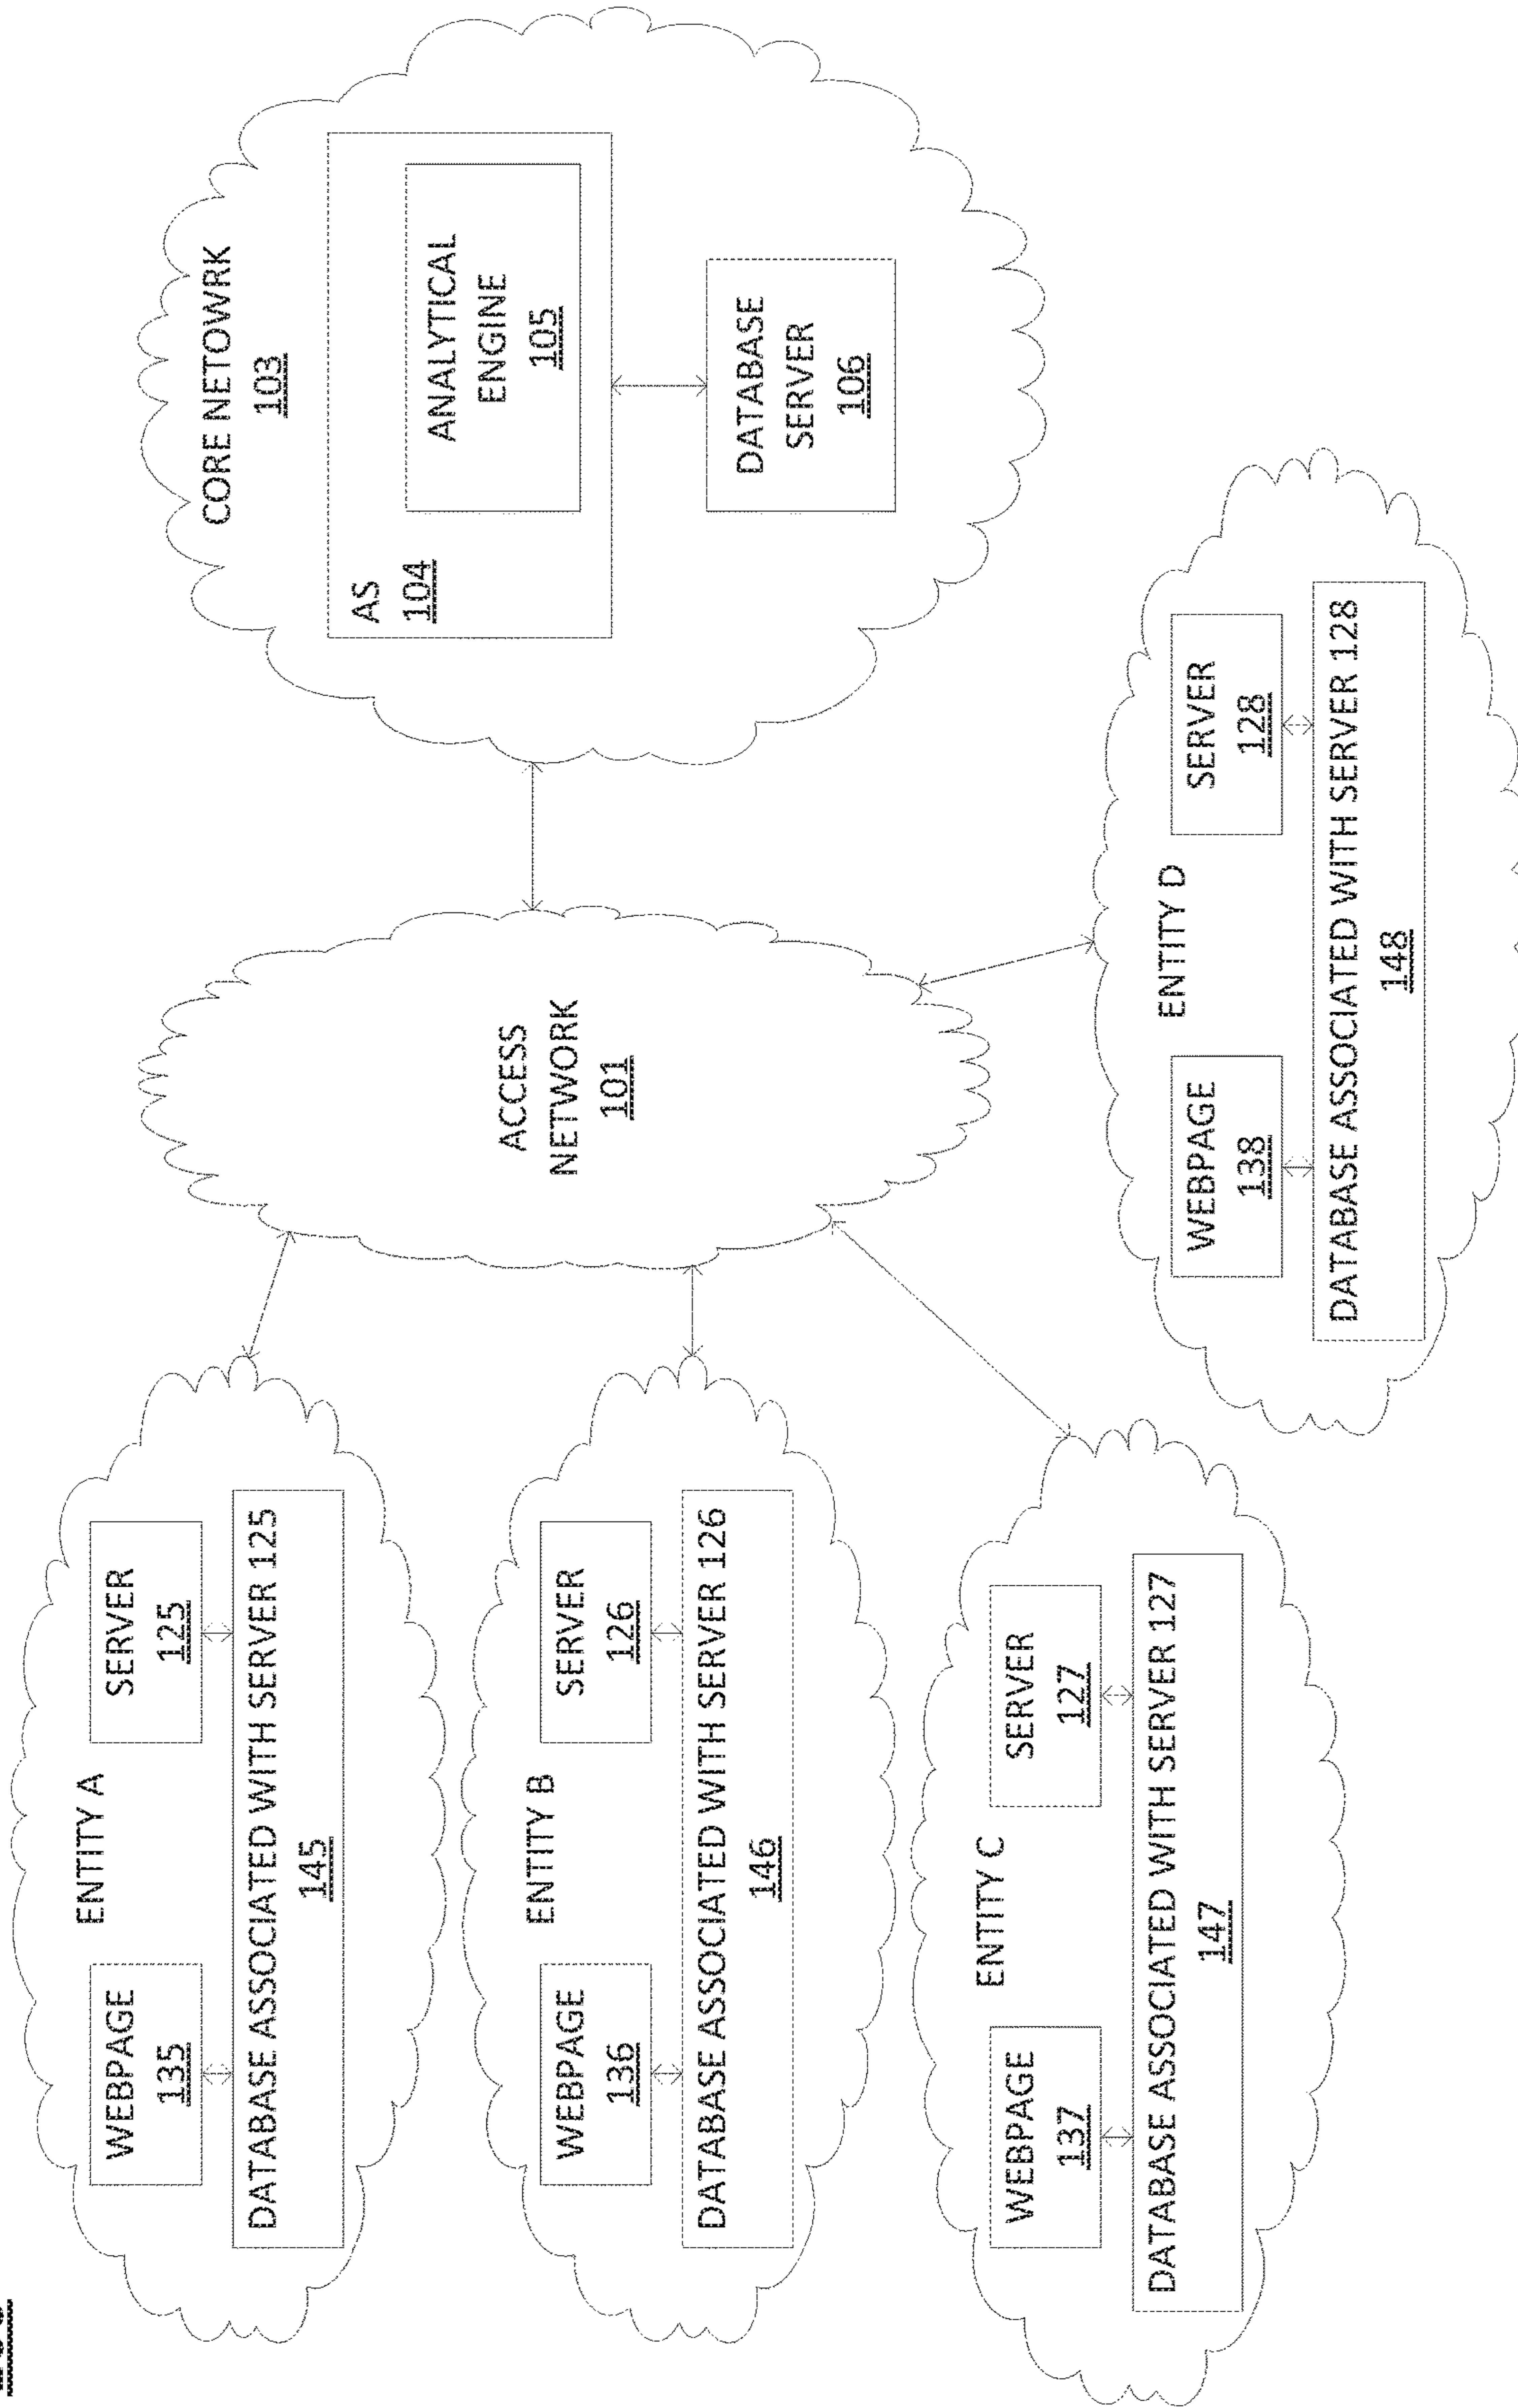 ENTITY A
WEBPAGE
135
SERVER
125
DATABASE ASSOCIATED WITH SERVER 125
145
ENTITY B
WEBPAGE
136
SERVER
126
DATABASE ASSOCIATED WITH SERVER 126
146
ENTITY C
WEBPAGE
137
SERVER
127
DATABASE ASSOCIATED WITH SERVER 127
147
ACCESS
NETWORK
101
ENTITY D
WEBPAGE
138
SERVER
128
DATABASE ASSOCIATED WITH SERVER 128
148
CORE NETOWRK
103
AS
104
ANALYTICAL
ENGINE
105
DATABASE
SERVER
106